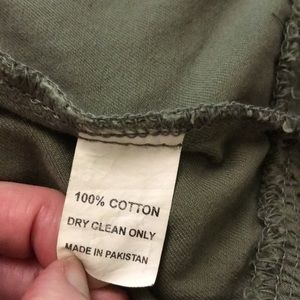 100% COTTON
DRY CLEAN ONLY
MADE IN PAKISTAN